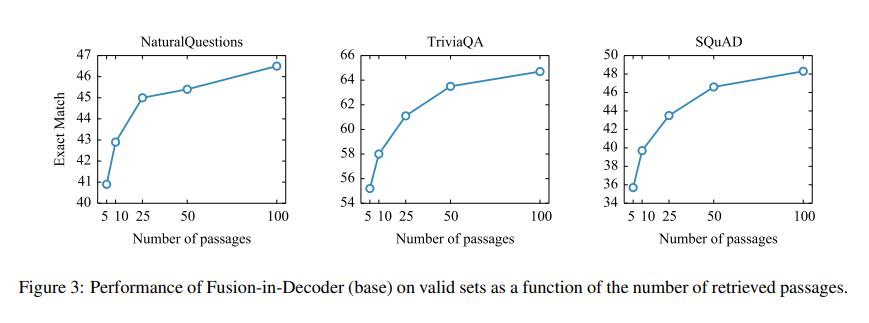 NaturalQuestions
47
46
45
44
43
42
41
40
Exact Match
5 10 25 50 100
Number of passages
TriviaQA
66
64
62
60
58
56
54
5 10 25 50 100
Number of passages
SQuAD
50
48
46
44
42
40
38
36
34
5 10 25 50 100
Number of passages
Figure 3: Performance of Fusion-in-Decoder (base) on valid sets as a function of the number of retrieved passages.